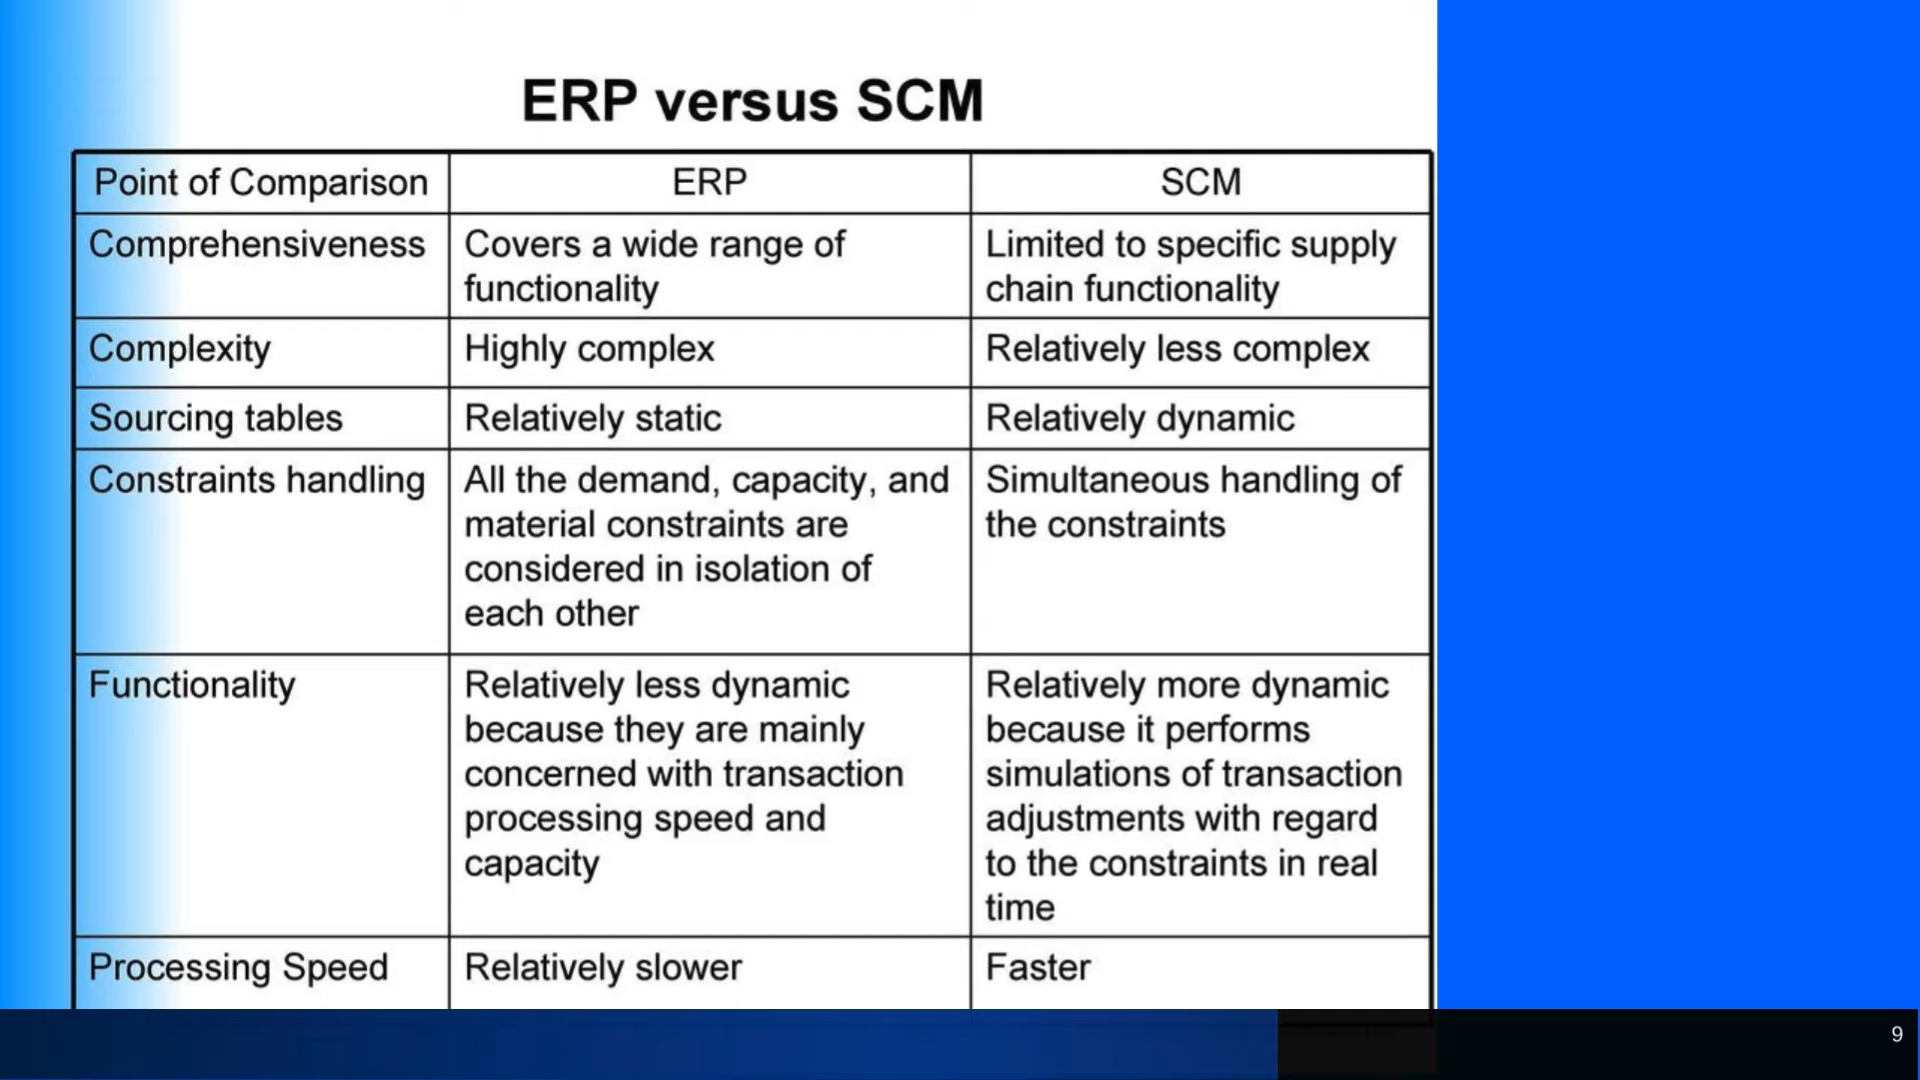 ERP versus SCM
Point of Comparison
ERP
SCM
Comprehensiveness
Covers a wide range of
functionality
Limited to specific supply
chain functionality
Complexity
Highly complex
Relatively less complex
Sourcing tables
Relatively static
Relatively dynamic
Constraints handling
All the demand, capacity, and
material constraints are
considered in isolation of
each other
Simultaneous handling of
the constraints
Functionality
Relatively less dynamic
because they are mainly
concerned with transaction
processing speed and
capacity
Relatively more dynamic
because it performs
simulations of transaction
adjustments with regard
to the constraints in real
time
Processing Speed
Relatively slower
Faster
9